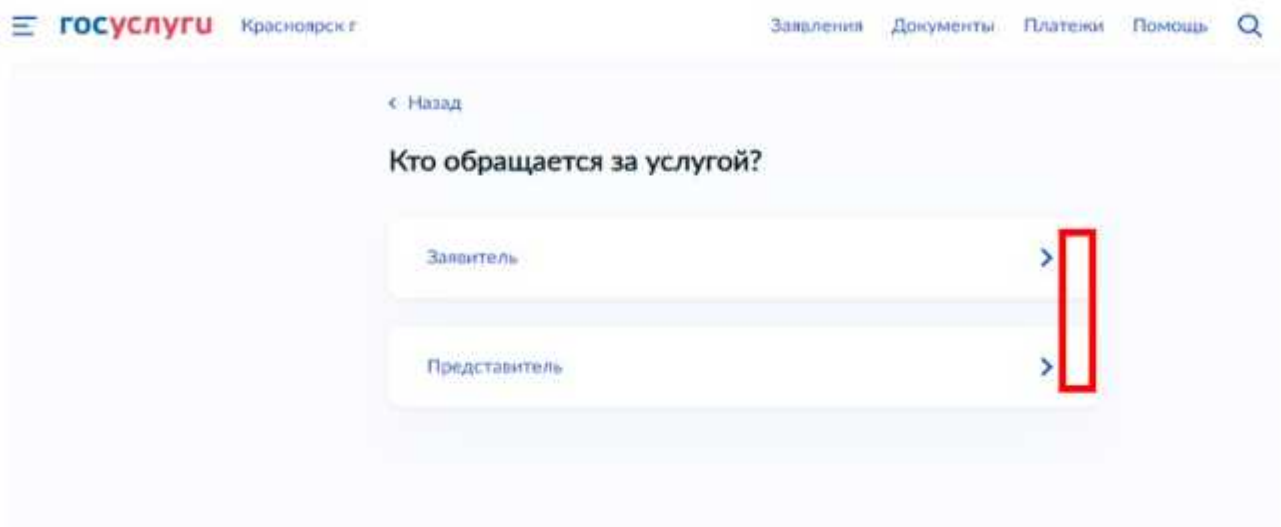 госуслуги Красноярск г Заявления Документы Платежи Помощь
Назад
Кто обращается за услугой?
Заявитель
Представитель